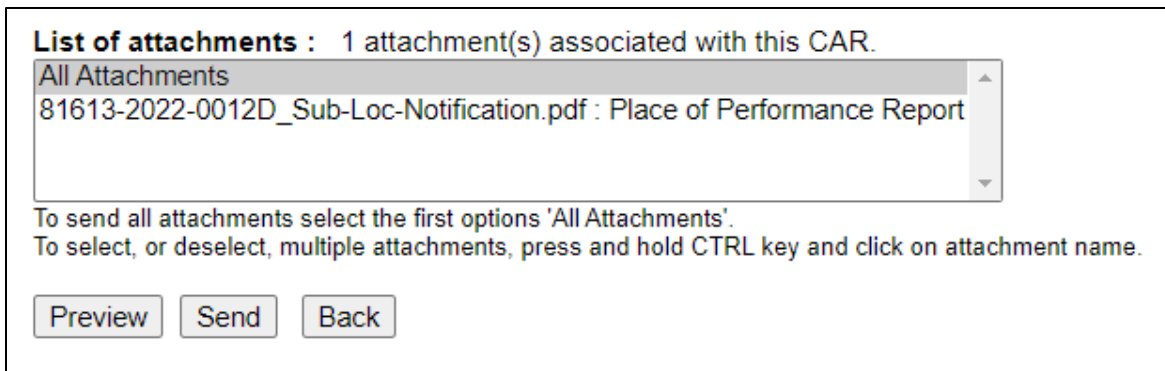 List of attachments : 1 attachment(s) associated with this CAR.
All Attachments
81613-2022-0012D_Sub-Loc-Notification.pdf : Place of Performance Report
To send all attachments select the first options 'All Attachments'.
To select, or deselect, multiple attachments, press and hold CTRL key and click on attachment name.
Preview Send Back